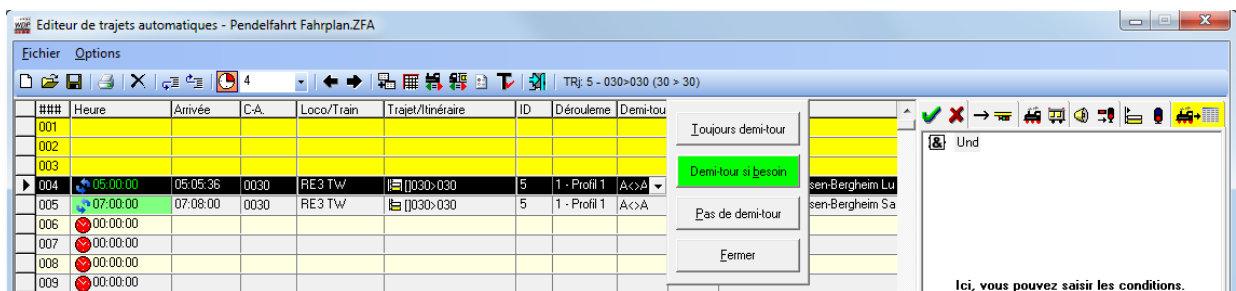 Editeur de trajets automatiques - Pendelfahrt Fahrplan.ZFA
Fichier Options
4 TRj: 5 - 030>030 (30 > 30)
### Heure Arrivée C-A. Loco/Train Trajet/Itinéraire ID Dérouleme Demi-tou
001
002
003
004 05:00:00 05:05:36 0030 RE3 TW []030>030 5 1 - Profil 1 A<>A sen-Bergheim Lu
005 07:00:00 07:08:00 0030 RE3 TW []030>030 5 1 - Profil 1 A<>A sen-Bergheim Sa
006 00:00:00
007 00:00:00
008 00:00:00
009 00:00:00
Toujours demi-tour
Demi-tour si besoin
Pas de demi-tour
Fermer
& Und
Ici, vous pouvez saisir les conditions.